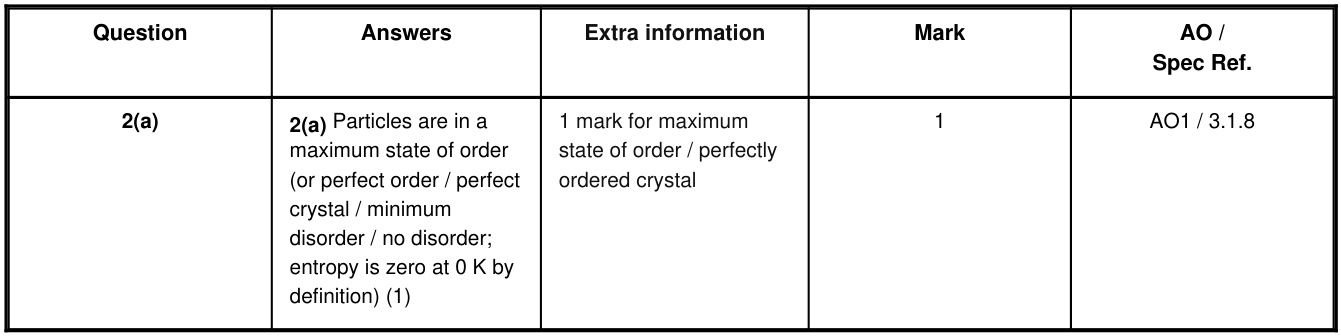 Question Answers Extra information Mark AO /
Spec Ref.
2(a)
2(a) Particles are in a
maximum state of order
(or perfect order / perfect
crystal / minimum
disorder / no disorder;
entropy is zero at 0 K by
definition) (1)
1 mark for maximum
state of order / perfectly
ordered crystal
1
AO1 / 3.1.8